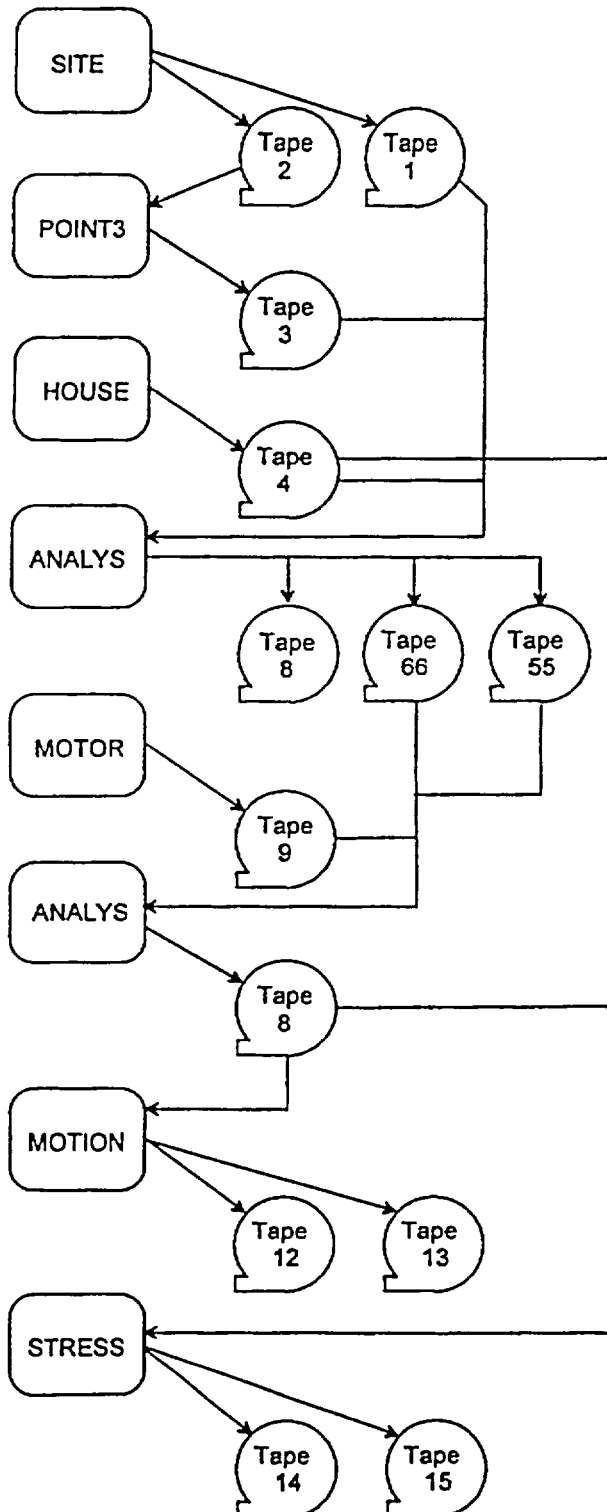 SITE
Tape
2
Tape
1
POINT3
Tape
3
HOUSE
Tape
4
ANALYS
Tape
8
Tape
66
Tape
55
MOTOR
Tape
9
ANALYS
Tape
8
MOTION
Tape
12
Tape
13
STRESS
Tape
14
Tape
15